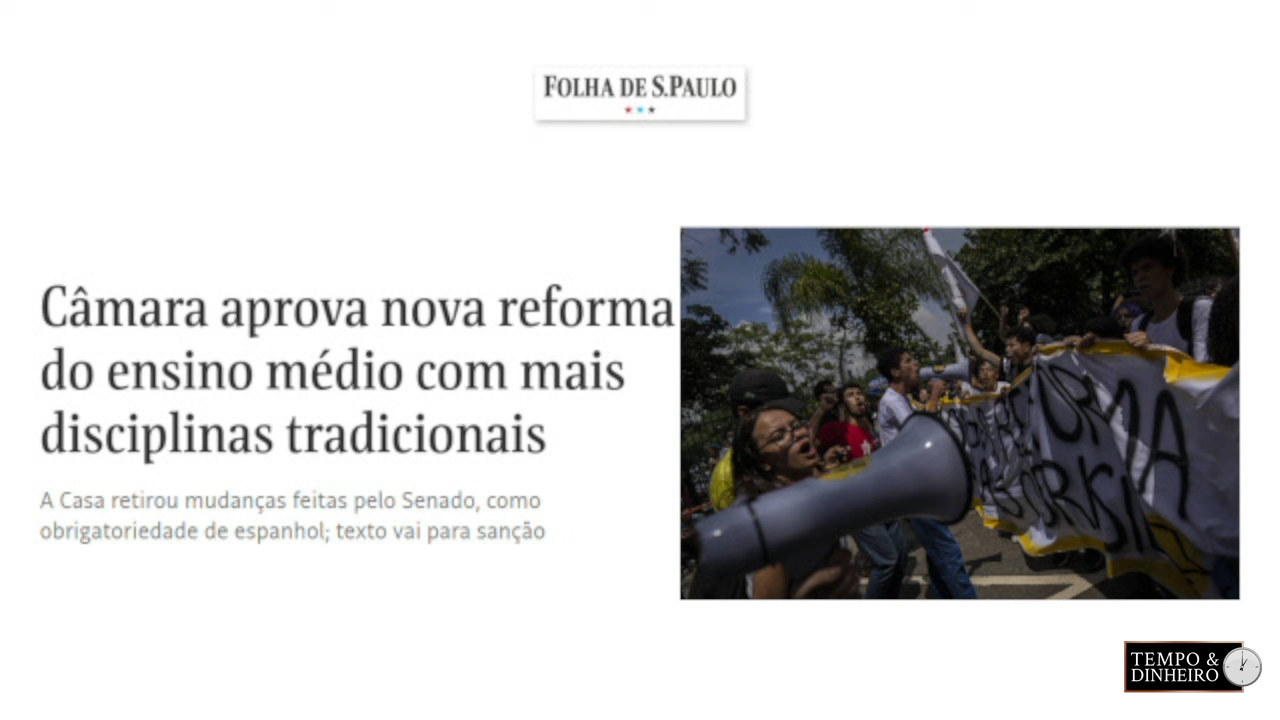 FOLHA DE S.PAULO
Câmara aprova nova reforma
do ensino médio com mais
disciplinas tradicionais
A Casa retirou mudanças feitas pelo Senado, como
obrigatoriedade de espanhol; texto vai para sanção
REFORMA
TEMPO &
DINHEIRO